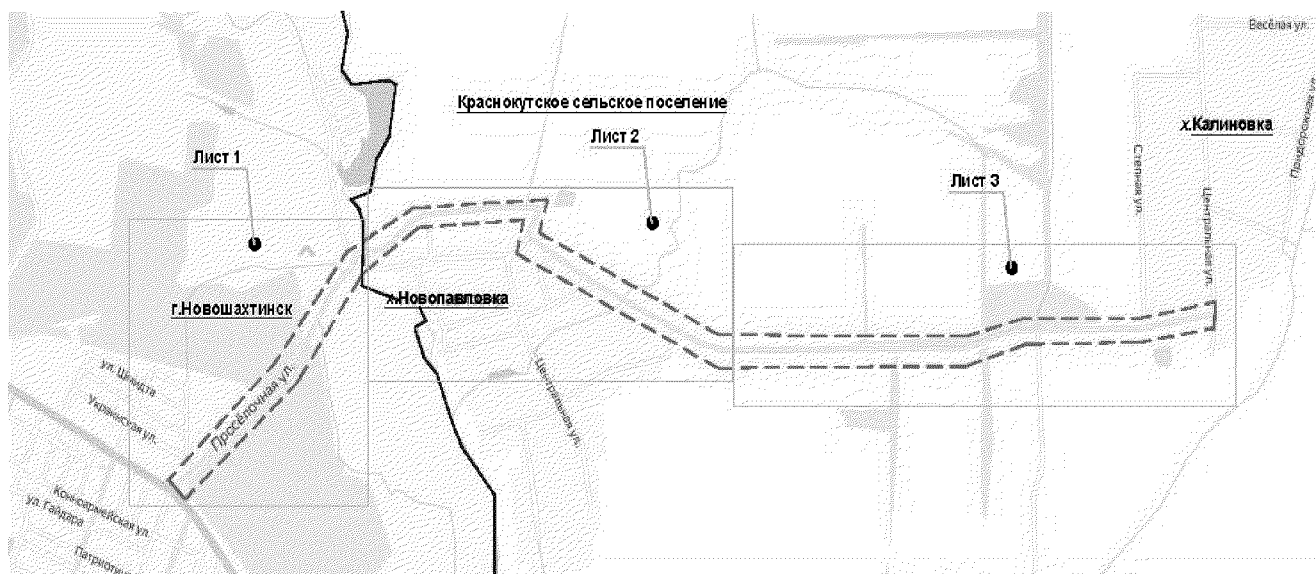 Весёлая ул.
Краснокутское сельское поселение
х.Калиновка
Лист 1
Лист 2
Лист 3
Степная ул.
Центральная ул.
г.Новошахтинск
х.Новопавловка
ул. Шмидта
Украинская ул.
Просёлочная ул.
Центральная ул.
Конноармейская ул.
ул. Гайдара